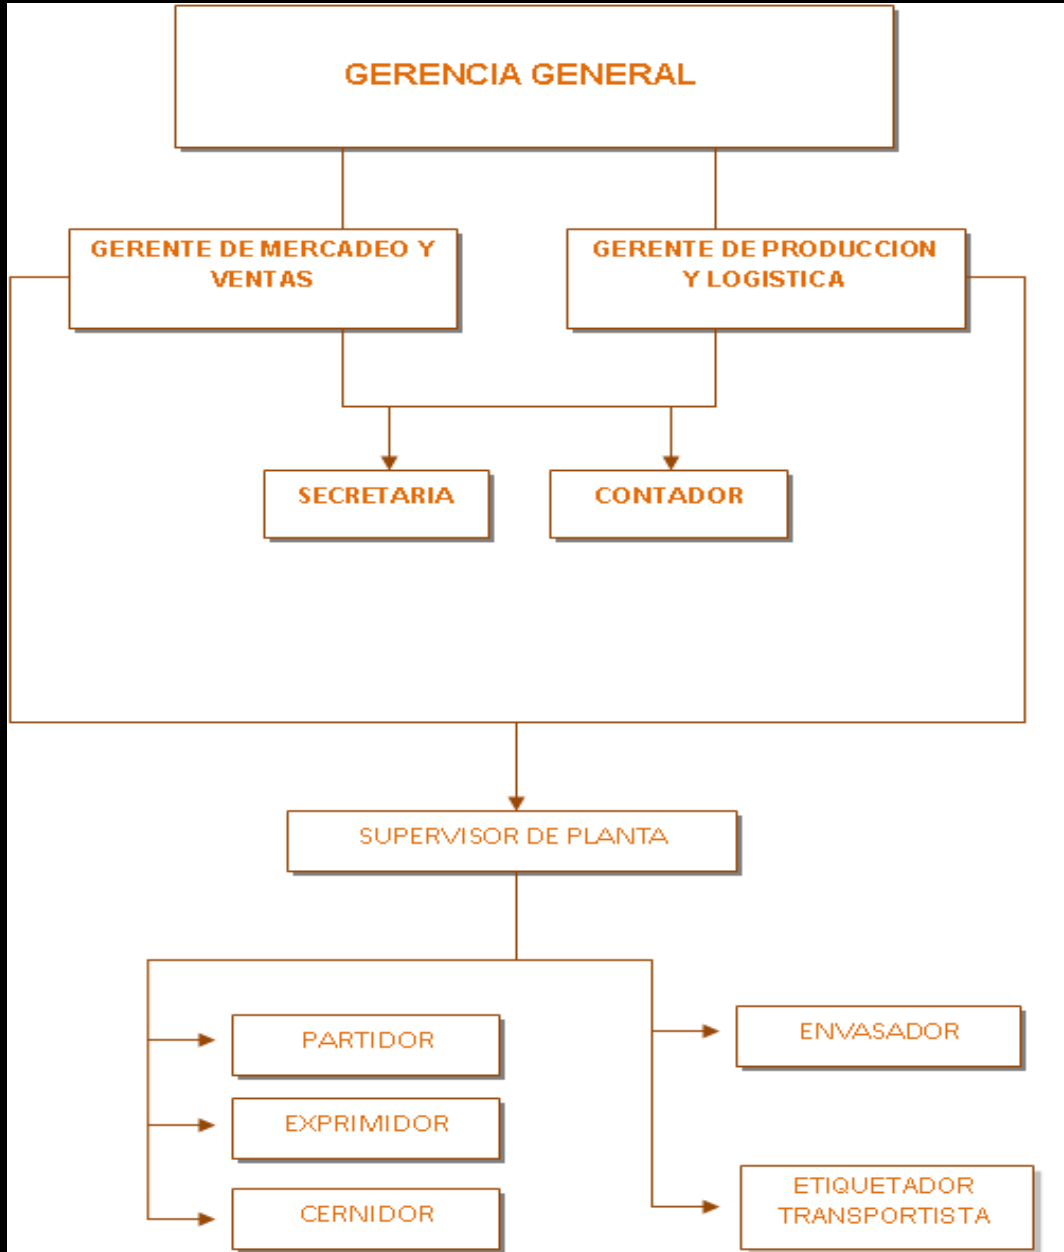 GERENCIA GENERAL
GERENTE DE MERCADEO Y
VENTAS
GERENTE DE PRODUCCION
Y LOGISTICA
SECRETARIA
CONTADOR
SUPERVISOR DE PLANTA
PARTIDOR
EXPRIMIDOR
CERNIDOR
ENVASADOR
ETIQUETADOR
TRANSPORTISTA